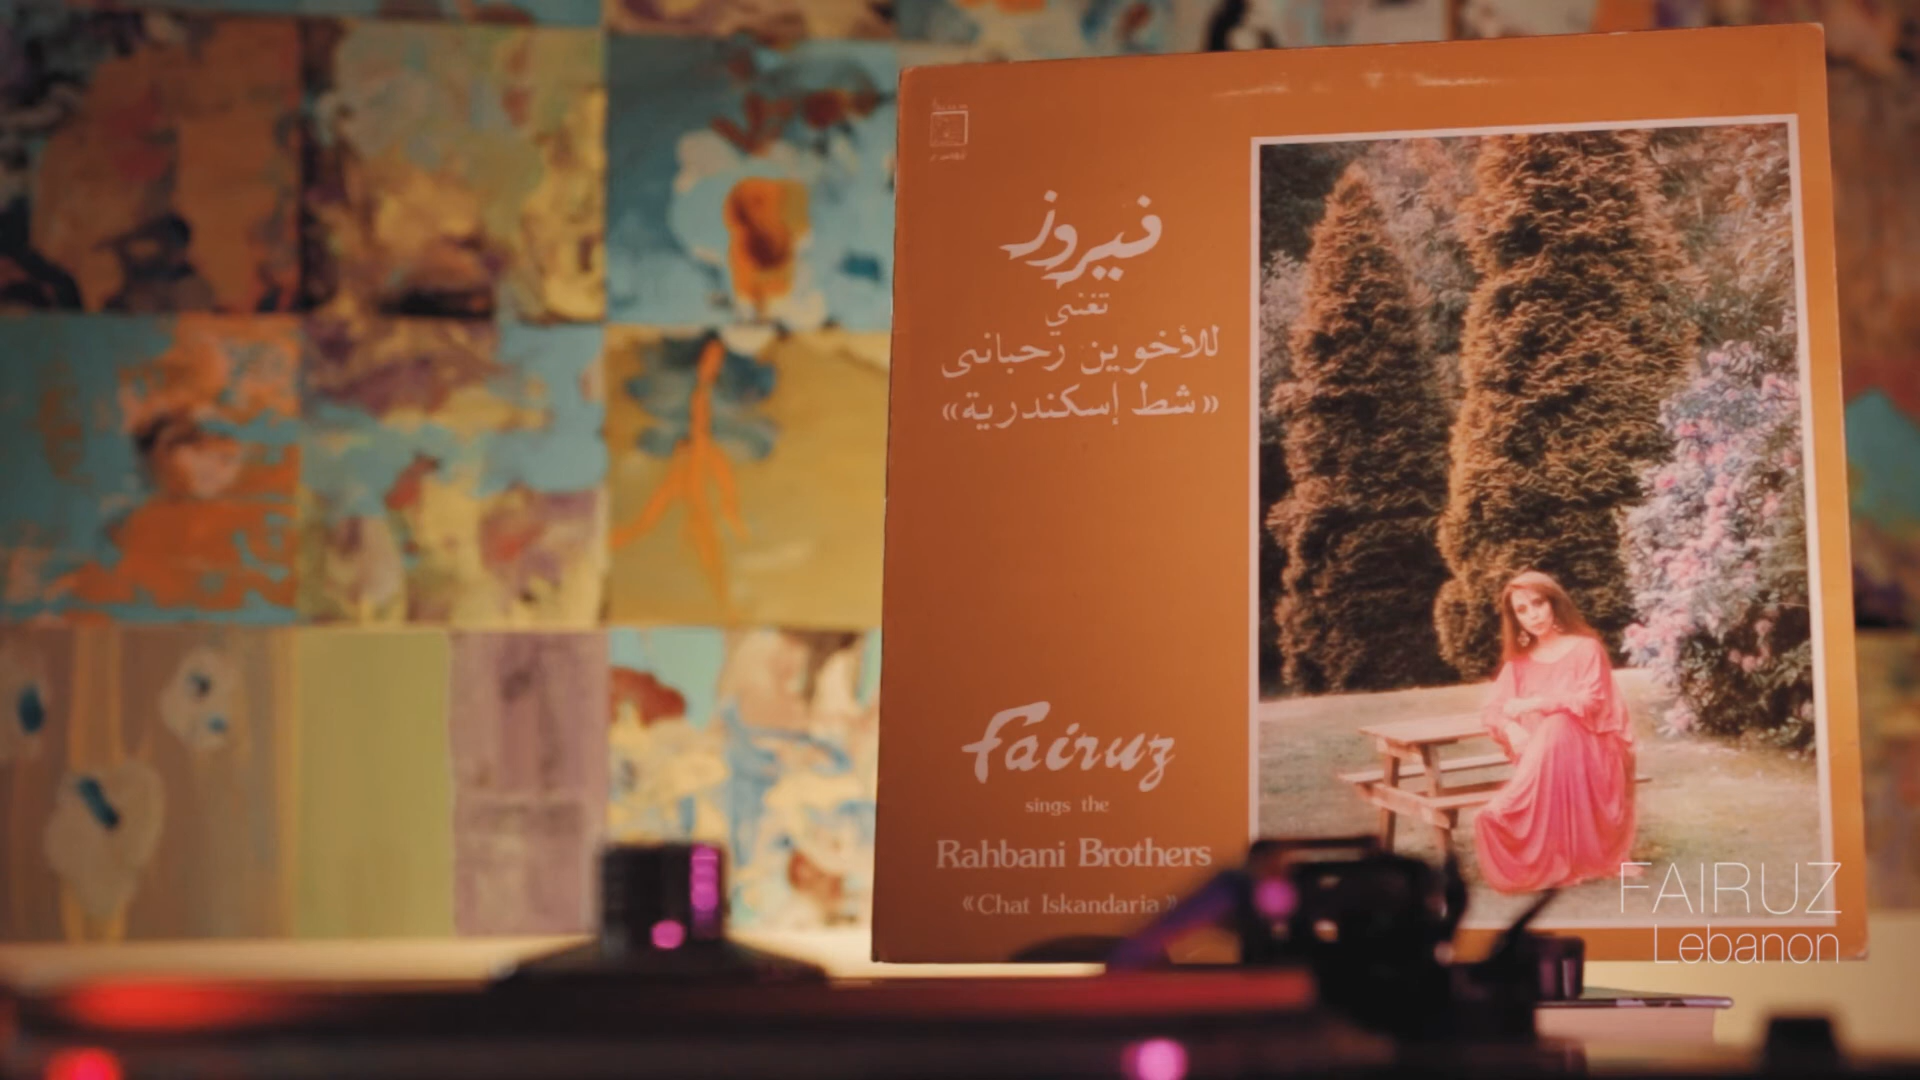 فيروز
تغني
للأخوين رحباني
«شط إسكندرية»
Fairuz
sings the
Rahbani Brothers
«Chat Iskandaria»
FAIRUZ
Lebanon